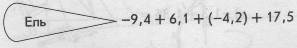 Ель
−9,4 + 6,1 + (−4,2) + 17,5